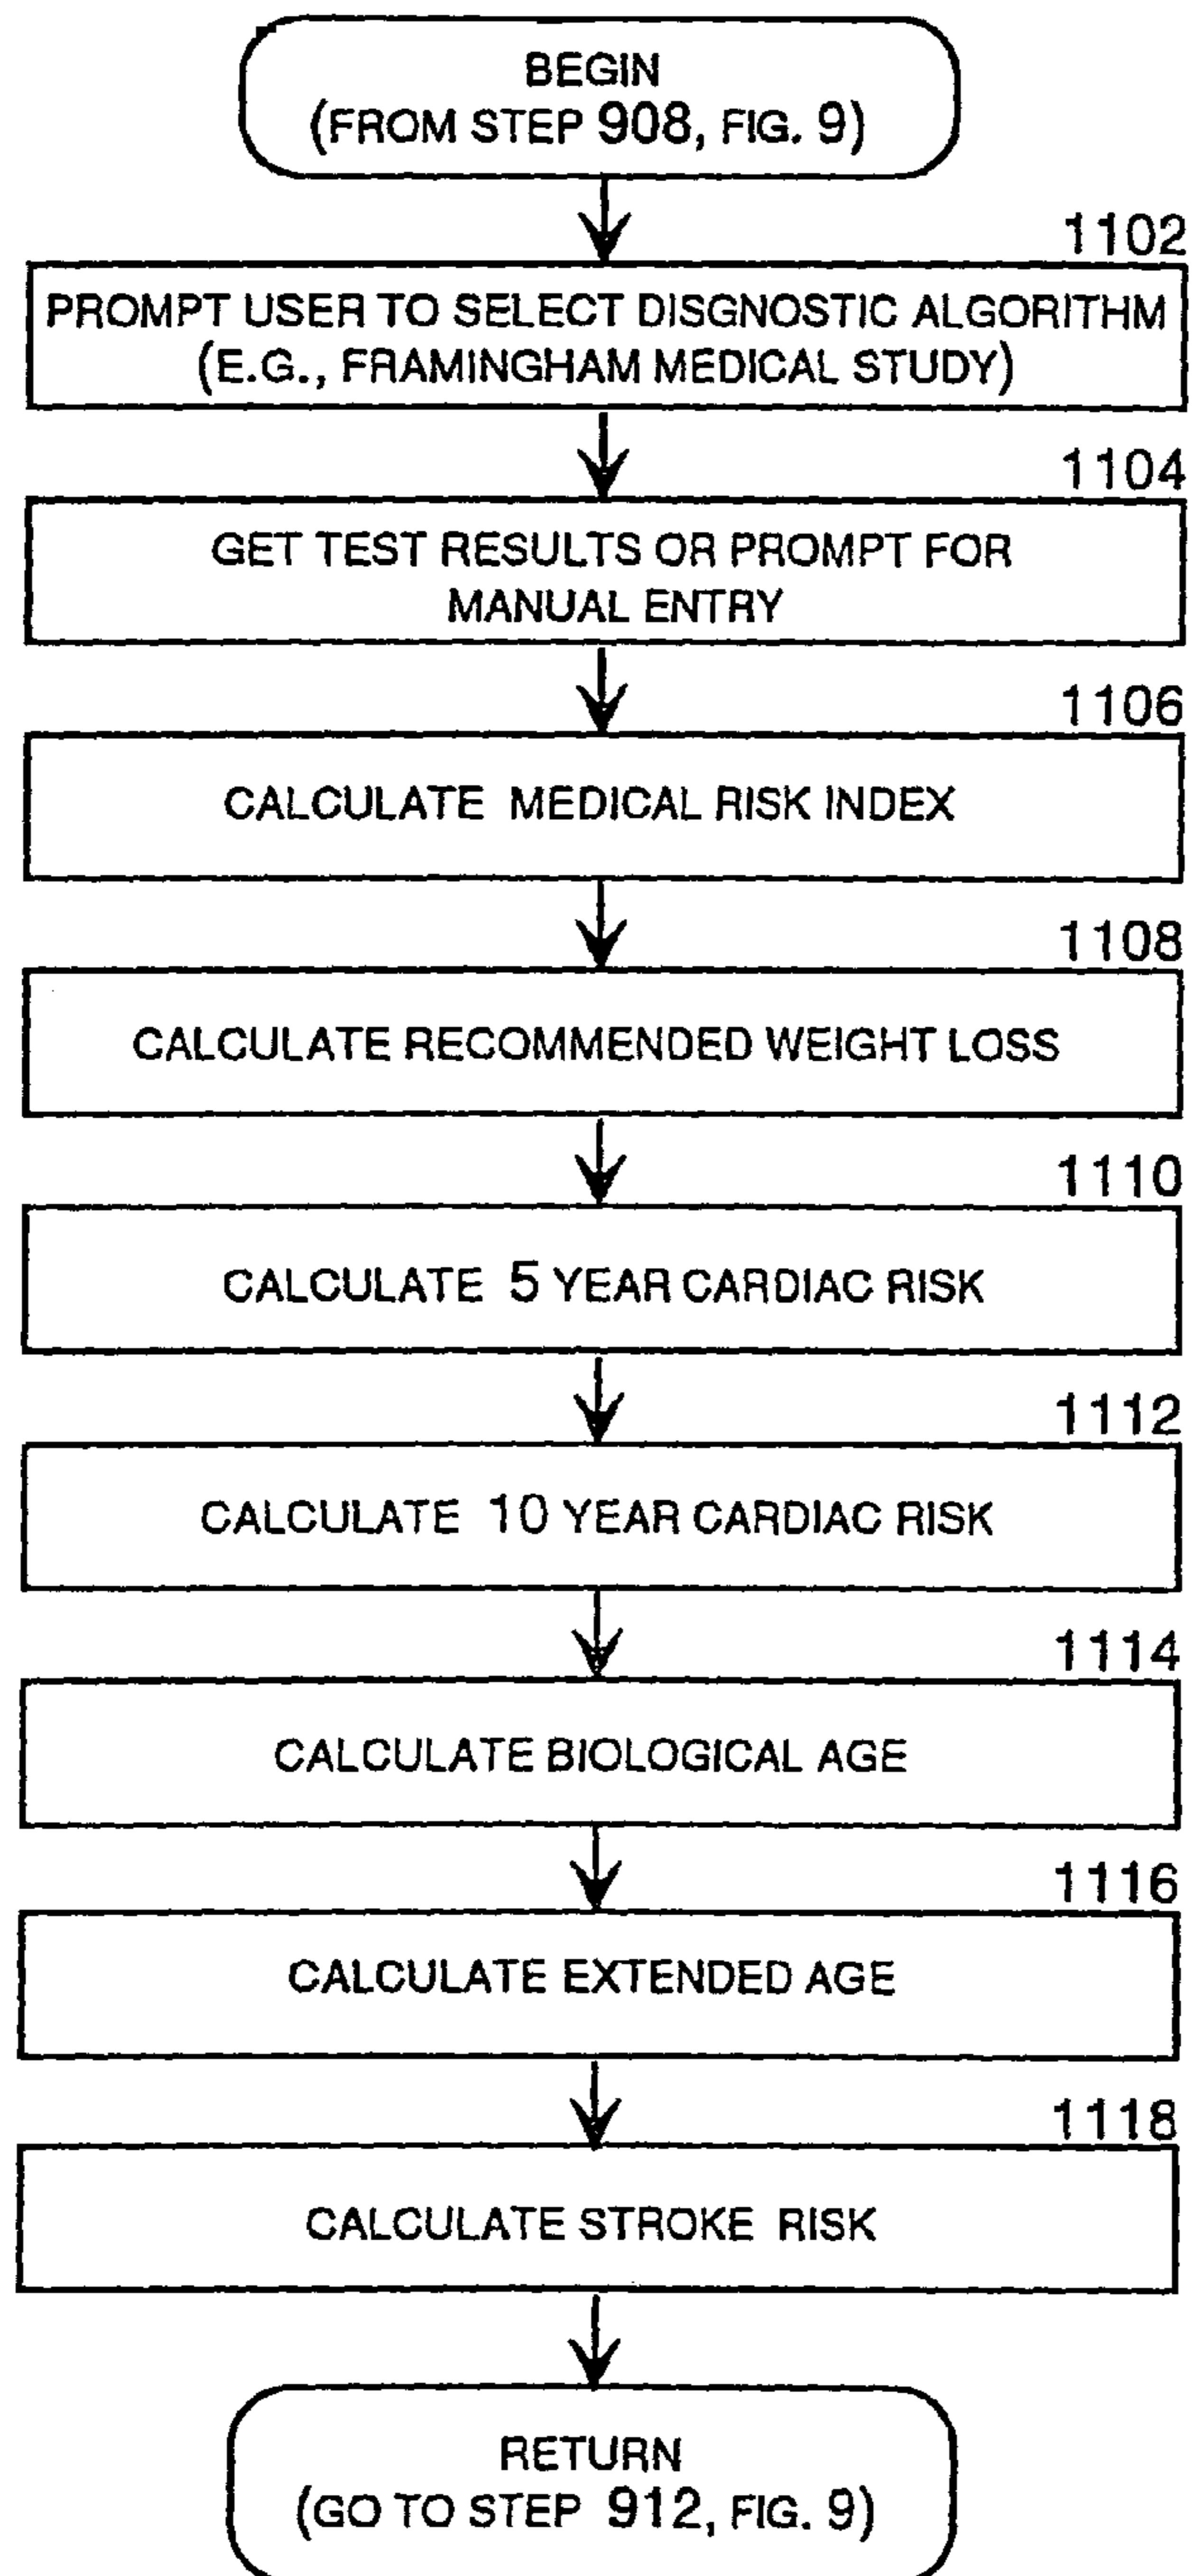 BEGIN
(FROM STEP 908, FIG. 9)
1102
PROMPT USER TO SELECT DISGNOSTIC ALGORITHM
(E.G., FRAMINGHAM MEDICAL STUDY)
1104
GET TEST RESULTS OR PROMPT FOR
MANUAL ENTRY
1106
CALCULATE MEDICAL RISK INDEX
1108
CALCULATE RECOMMENDED WEIGHT LOSS
1110
CALCULATE 5 YEAR CARDIAC RISK
1112
CALCULATE 10 YEAR CARDIAC RISK
1114
CALCULATE BIOLOGICAL AGE
1116
CALCULATE EXTENDED AGE
1118
CALCULATE STROKE RISK
RETURN
(GO TO STEP 912, FIG. 9)